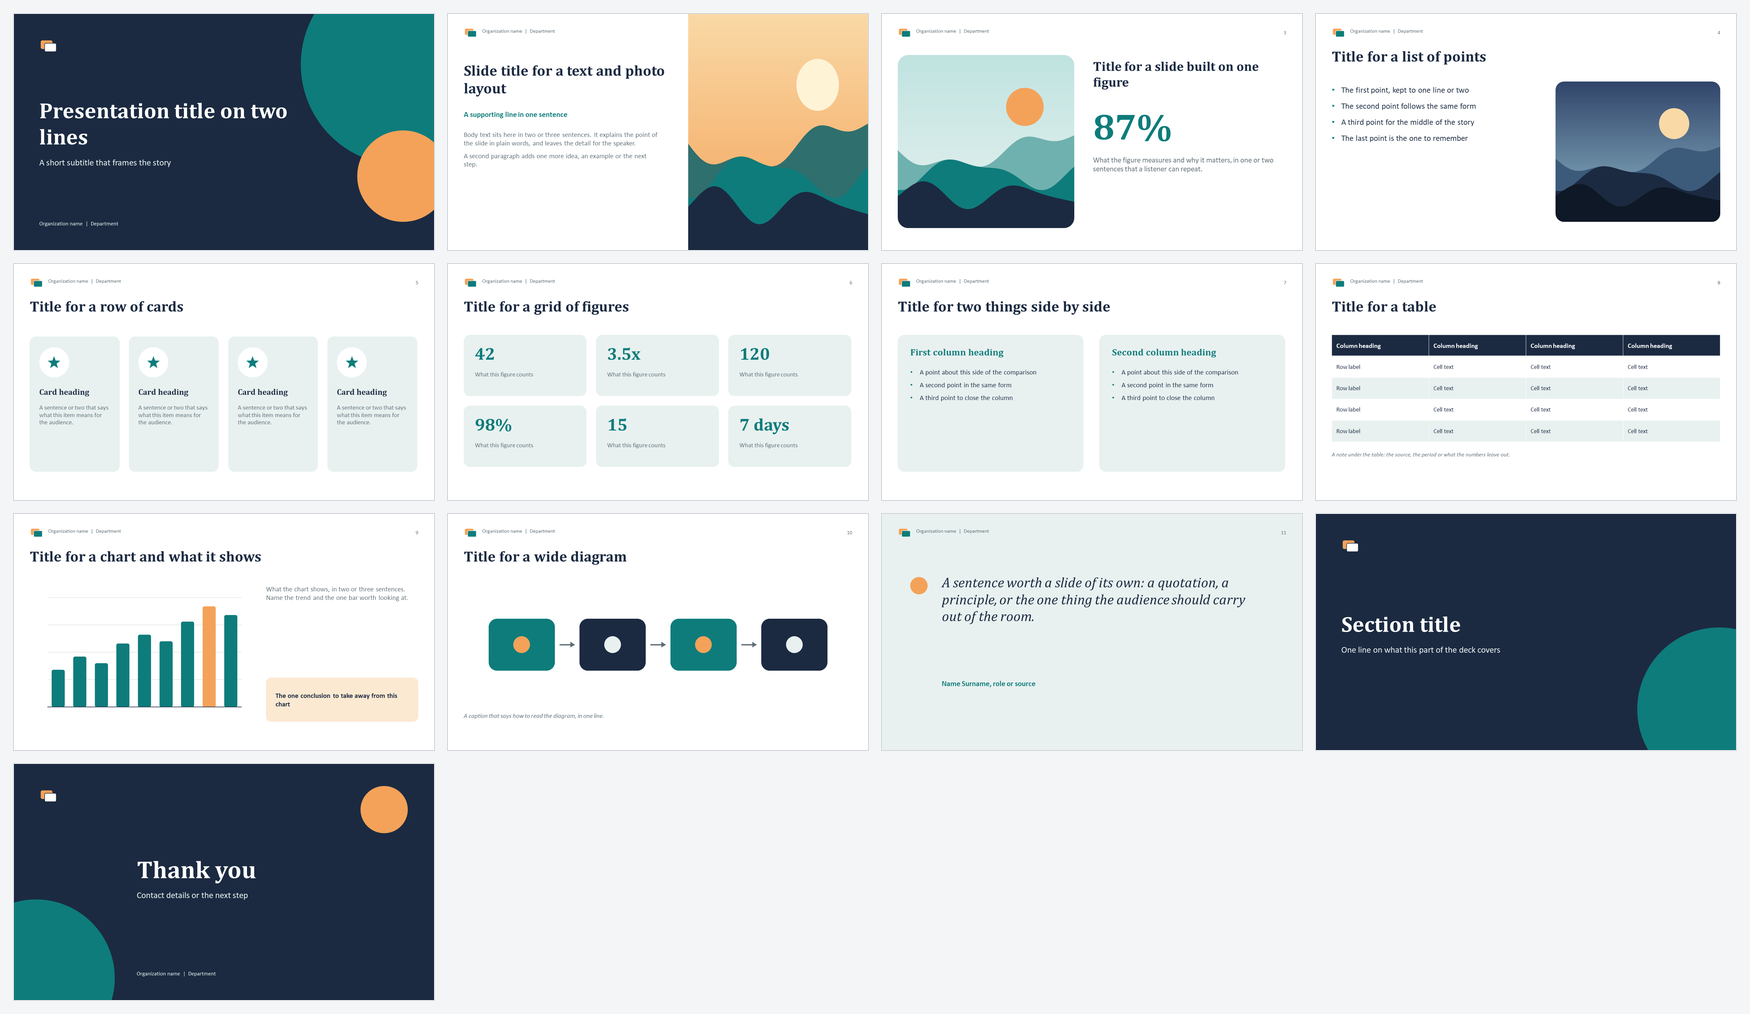 Presentation title on two
lines
A short subtitle that frames the story
Organization name | Department
Organization name | Department
Slide title for a text and photo
layout
A supporting line in one sentence
Body text sits here in two or three sentences. It explains the point of
the slide in plain words, and leaves the detail for the speaker.
A second paragraph adds one more idea, an example or the next
step.
Organization name | Department
3
Title for a slide built on one
figure
87%
What the figure measures and why it matters, in one or two
sentences that a listener can repeat.
Organization name | Department
4
Title for a list of points
• The first point, kept to one line or two
• The second point follows the same form
• A third point for the middle of the story
• The last point is the one to remember
Organization name | Department
5
Title for a row of cards
Card heading
A sentence or two that says
what this item means for
the audience.
Card heading
A sentence or two that says
what this item means for
the audience.
Card heading
A sentence or two that says
what this item means for
the audience.
Card heading
A sentence or two that says
what this item means for
the audience.
Organization name | Department
6
Title for a grid of figures
42
What this figure counts
3.5x
What this figure counts
120
What this figure counts
98%
What this figure counts
15
What this figure counts
7 days
What this figure counts
Organization name | Department
7
Title for two things side by side
First column heading
• A point about this side of the comparison
• A second point in the same form
• A third point to close the column
Second column heading
• A point about this side of the comparison
• A second point in the same form
• A third point to close the column
Organization name | Department
8
Title for a table
Column heading Column heading Column heading Column heading
Row label Cell text Cell text Cell text
Row label Cell text Cell text Cell text
Row label Cell text Cell text Cell text
Row label Cell text Cell text Cell text
A note under the table: the source, the period or what the numbers leave out.
Organization name | Department
9
Title for a chart and what it shows
What the chart shows, in two or three sentences.
Name the trend and the one bar worth looking at.
The one conclusion to take away from this
chart
Organization name | Department
10
Title for a wide diagram
A caption that says how to read the diagram, in one line.
Organization name | Department
11
A sentence worth a slide of its own: a quotation, a
principle, or the one thing the audience should carry
out of the room.
Name Surname, role or source
Section title
One line on what this part of the deck covers
Thank you
Contact details or the next step
Organization name | Department